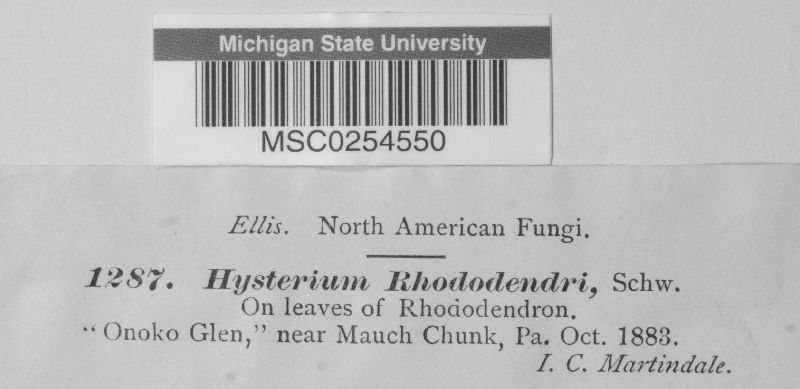 Michigan State University
MSC0254550
Ellis. North American Fungi.
1287. Hysterium Rhododendri, Schw.
On leaves of Rhododendron.
"Onoko Glen," near Mauch Chunk, Pa. Oct. 1883.
I. C. Martindale.